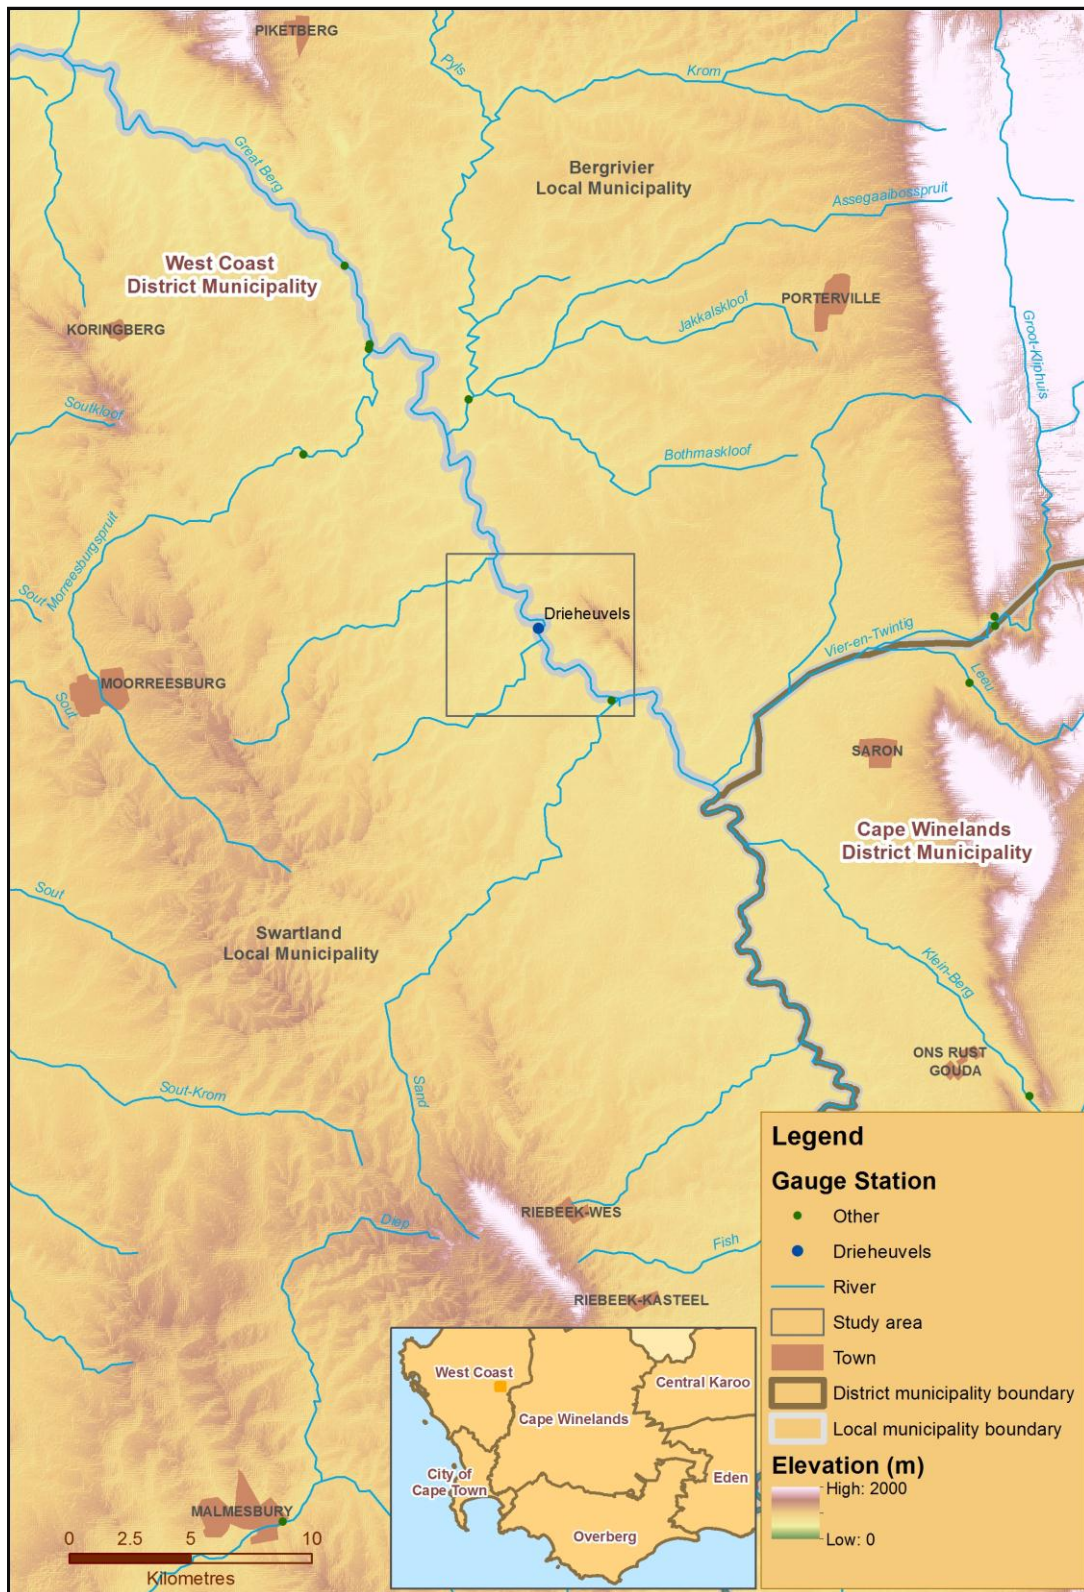 PIKETBERG
Pyls
Krom
Great Berg
Bergrivier
Local Municipality
Assegaaibosspruit
West Coast
District Municipality
PORTERVILLE
Jakkalskloof
KORINGBERG
Groot-Kliphuis
Soutkloof
Bothmaskloof
Morreesburgspruit
Sout
Drieheuvels
Vier-en-Twintig
Leeu
MOORREESBURG
Sout
SARON
Cape Winelands
District Municipality
Sout
Swartland
Local Municipality
Klein-Berg
ONS RUST
GOUDA
Sout-Krom
Sand
RIEBEEK-WES
Diep
Fish
RIEBEEK-KASTEEL
MALMESBURY
0 2.5 5 10
Kilometres
West Coast
Central Karoo
Cape Winelands
City of
Cape Town
Eden
Overberg
Legend
Gauge Station
Other
Drieheuvels
River
Study area
Town
District municipality boundary
Local municipality boundary
Elevation (m)
High: 2000
Low: 0